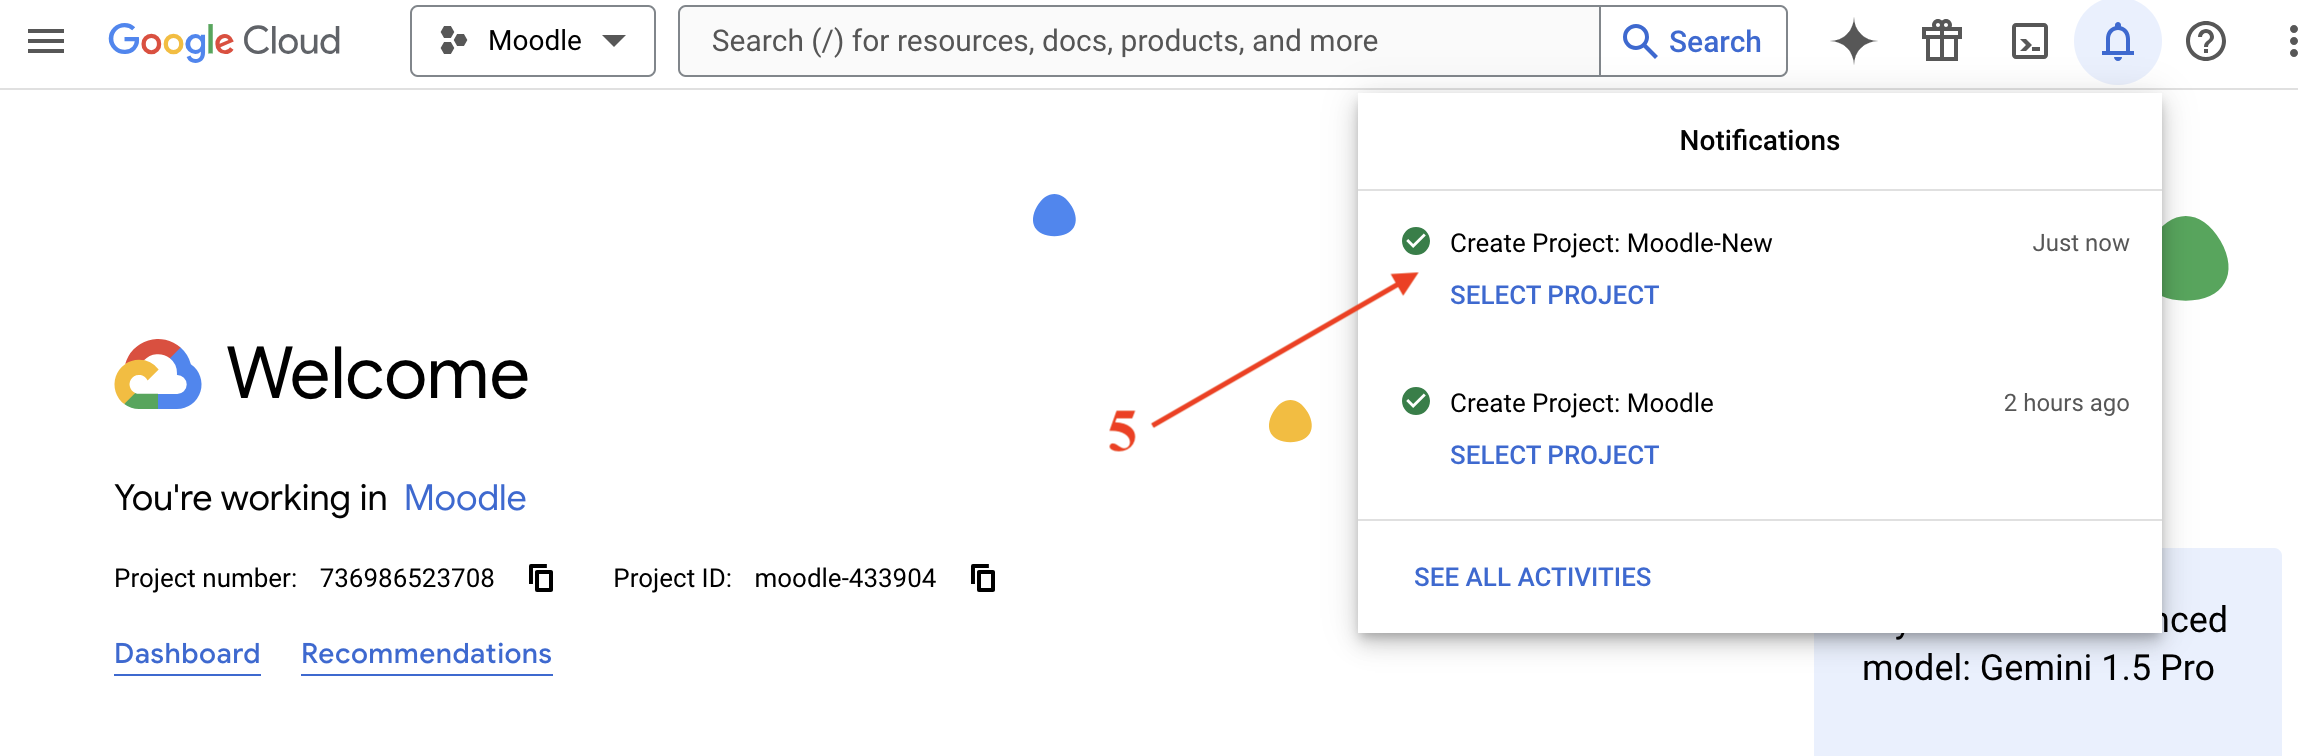 Google Cloud
Moodle
Search (/) for resources, docs, products, and more
Search
Notifications
Create Project: Moodle-New
Just now
SELECT PROJECT
5
Create Project: Moodle
2 hours ago
SELECT PROJECT
SEE ALL ACTIVITIES
Welcome
You're working in Moodle
Project number: 736986523708
Project ID: moodle-433904
Dashboard
Recommendations
model: Gemini 1.5 Pro